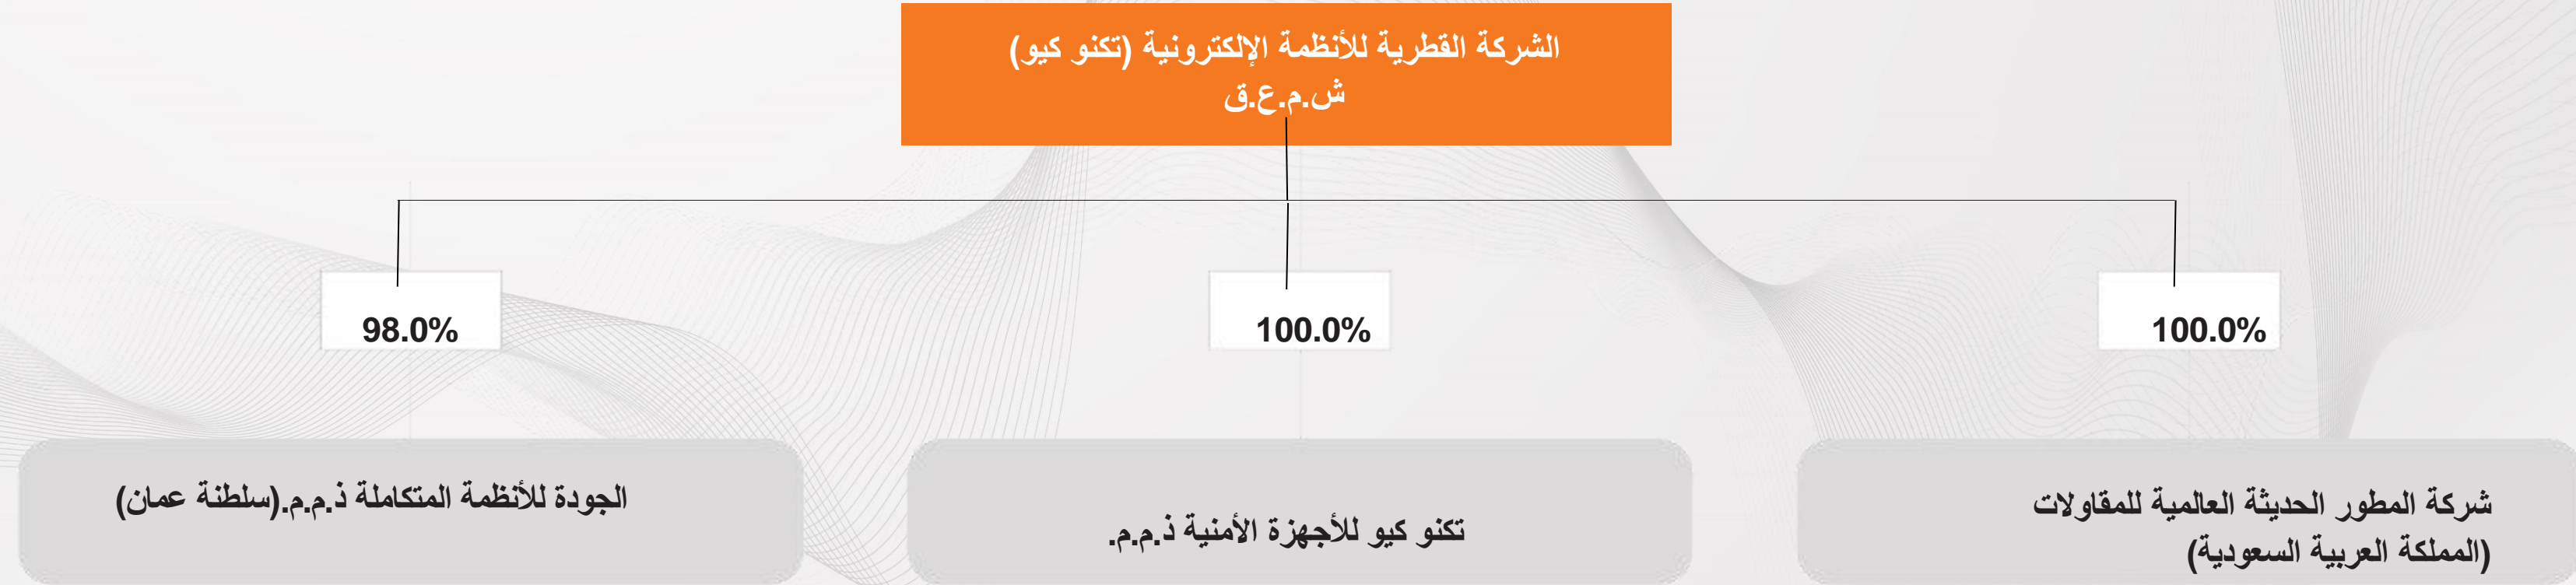 الشركة القطرية للأنظمة الإلكترونية (تكنو كيو)
ش.م.ع.ق
100.0%
100.0%
98.0%
شركة المطور الحديثة العالمية للمقاولات
(المملكة العربية السعودية)
تكنو كيو للأجهزة الأمنية ذ.م.م.
الجودة للأنظمة المتكاملة ذ.م.م.(سلطنة عمان)